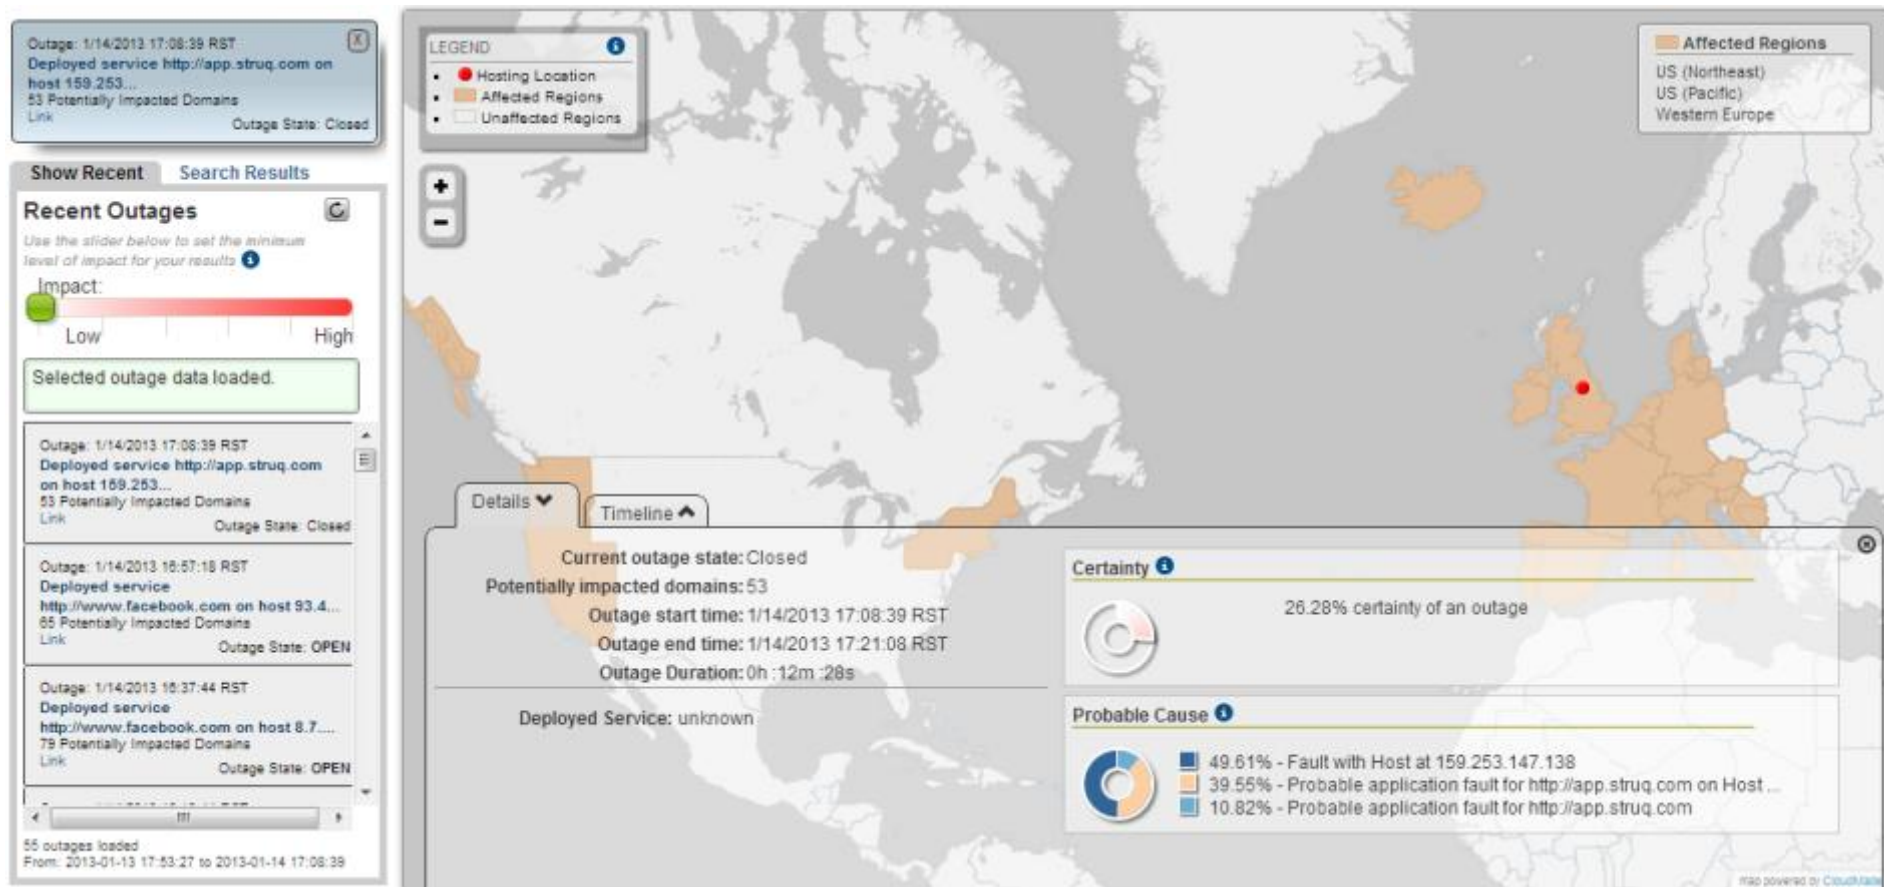 Outage: 1/14/2013 17:08:39 RST
X
Deployed service http://app.struq.com on
host 159.253...
53 Potentially Impacted Domains
Link
Outage State: Closed
Show Recent
Search Results
Recent Outages
Use the slider below to set the minimum
level of impact for your results i
Impact:
Low
High
Selected outage data loaded.
Outage: 1/14/2013 17:08:39 RST
Deployed service http://app.struq.com
on host 159.253...
53 Potentially Impacted Domains
Link
Outage State: Closed
Outage: 1/14/2013 16:57:18 RST
Deployed service
http://www.facebook.com on host 93.4...
65 Potentially Impacted Domains
Link
Outage State: OPEN
Outage: 1/14/2013 16:37:44 RST
Deployed service
http://www.facebook.com on host 8.7....
79 Potentially Impacted Domains
Link
Outage State: OPEN
55 outages loaded
From: 2013-01-13 17:53:27 to 2013-01-14 17:08:39
LEGEND i
• Hosting Location
• Affected Regions
• Unaffected Regions
+
-
Affected Regions
US (Northeast)
US (Pacific)
Western Europe
Details
Timeline
Current outage state: Closed
Potentially impacted domains: 53
Outage start time: 1/14/2013 17:08:39 RST
Outage end time: 1/14/2013 17:21:08 RST
Outage Duration: 0h :12m :28s
Deployed Service: unknown
Certainty i
26.28% certainty of an outage
Probable Cause i
49.61% - Fault with Host at 159.253.147.138
39.55% - Probable application fault for http://app.struq.com on Host ...
10.82% - Probable application fault for http://app.struq.com
map powered by CloudMade